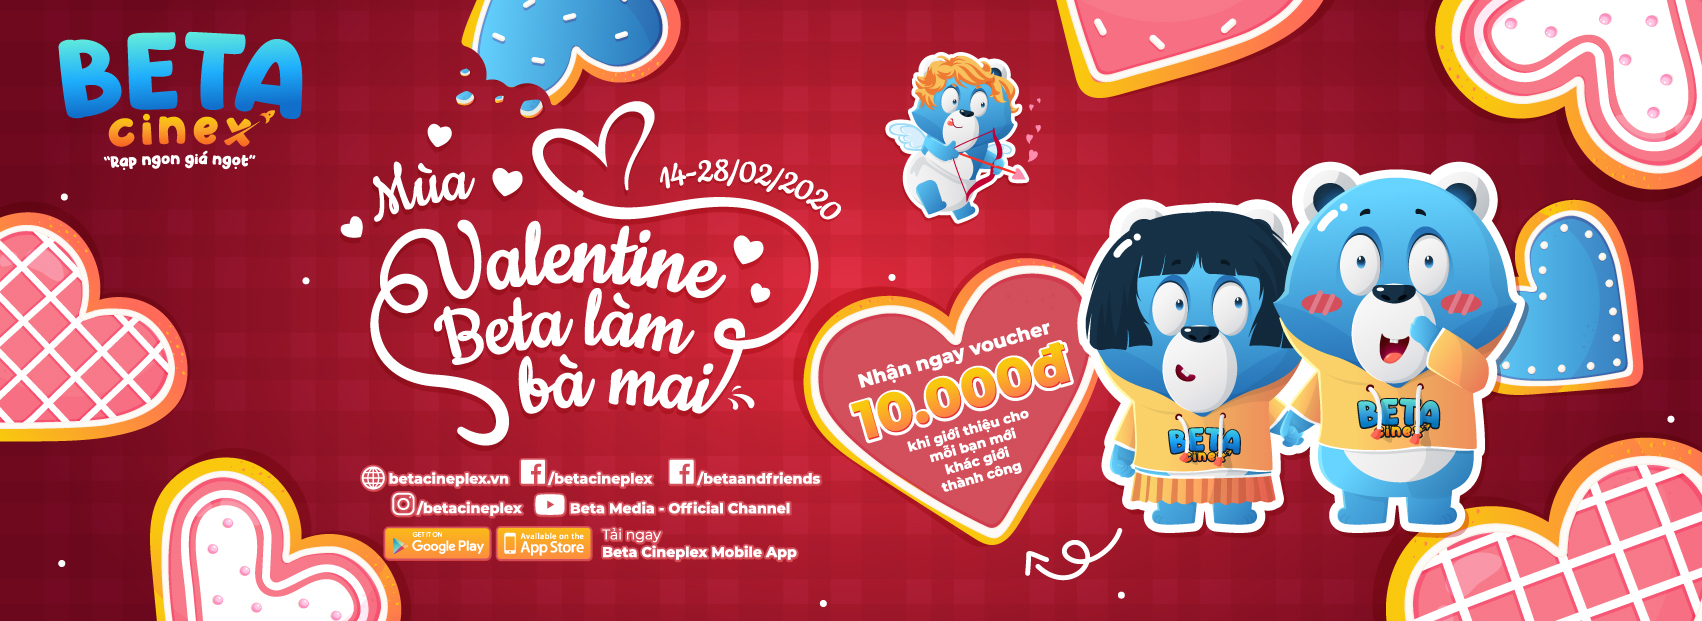 BETA
cinex
"Rạp ngon giá ngọt"
Mùa
14-28/02/2020
Valentine
Beta làm
bà mai
Nhận ngay voucher
10.000đ
khi giới thiệu cho
mỗi bạn mới
khác giới
thành công
BETA
cinex
BETA
cinex
betacineplex.vn
/betacineplex
/betaandfriends
/betacineplex
Beta Media - Official Channel
GET IT ON
Google Play
Available on the
App Store
Tải ngay
Beta Cineplex Mobile App